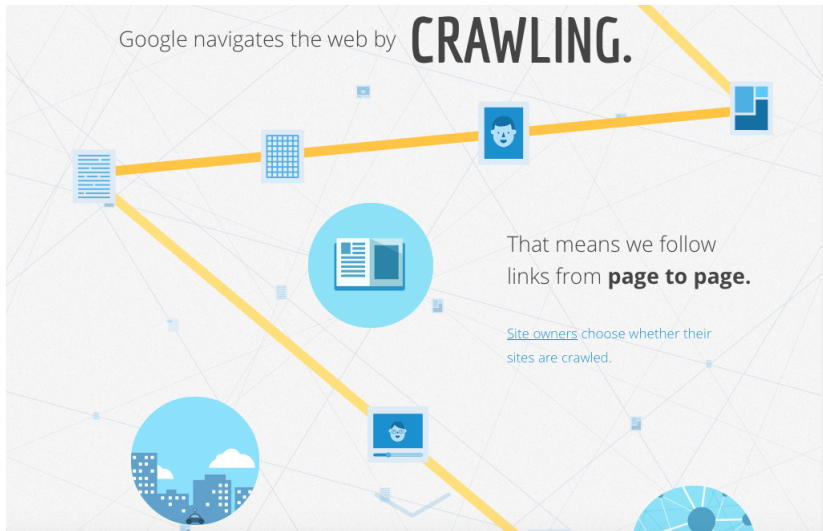 Google navigates the web by CRAWLING.
That means we follow
links from page to page.
Site owners choose whether their
sites are crawled.